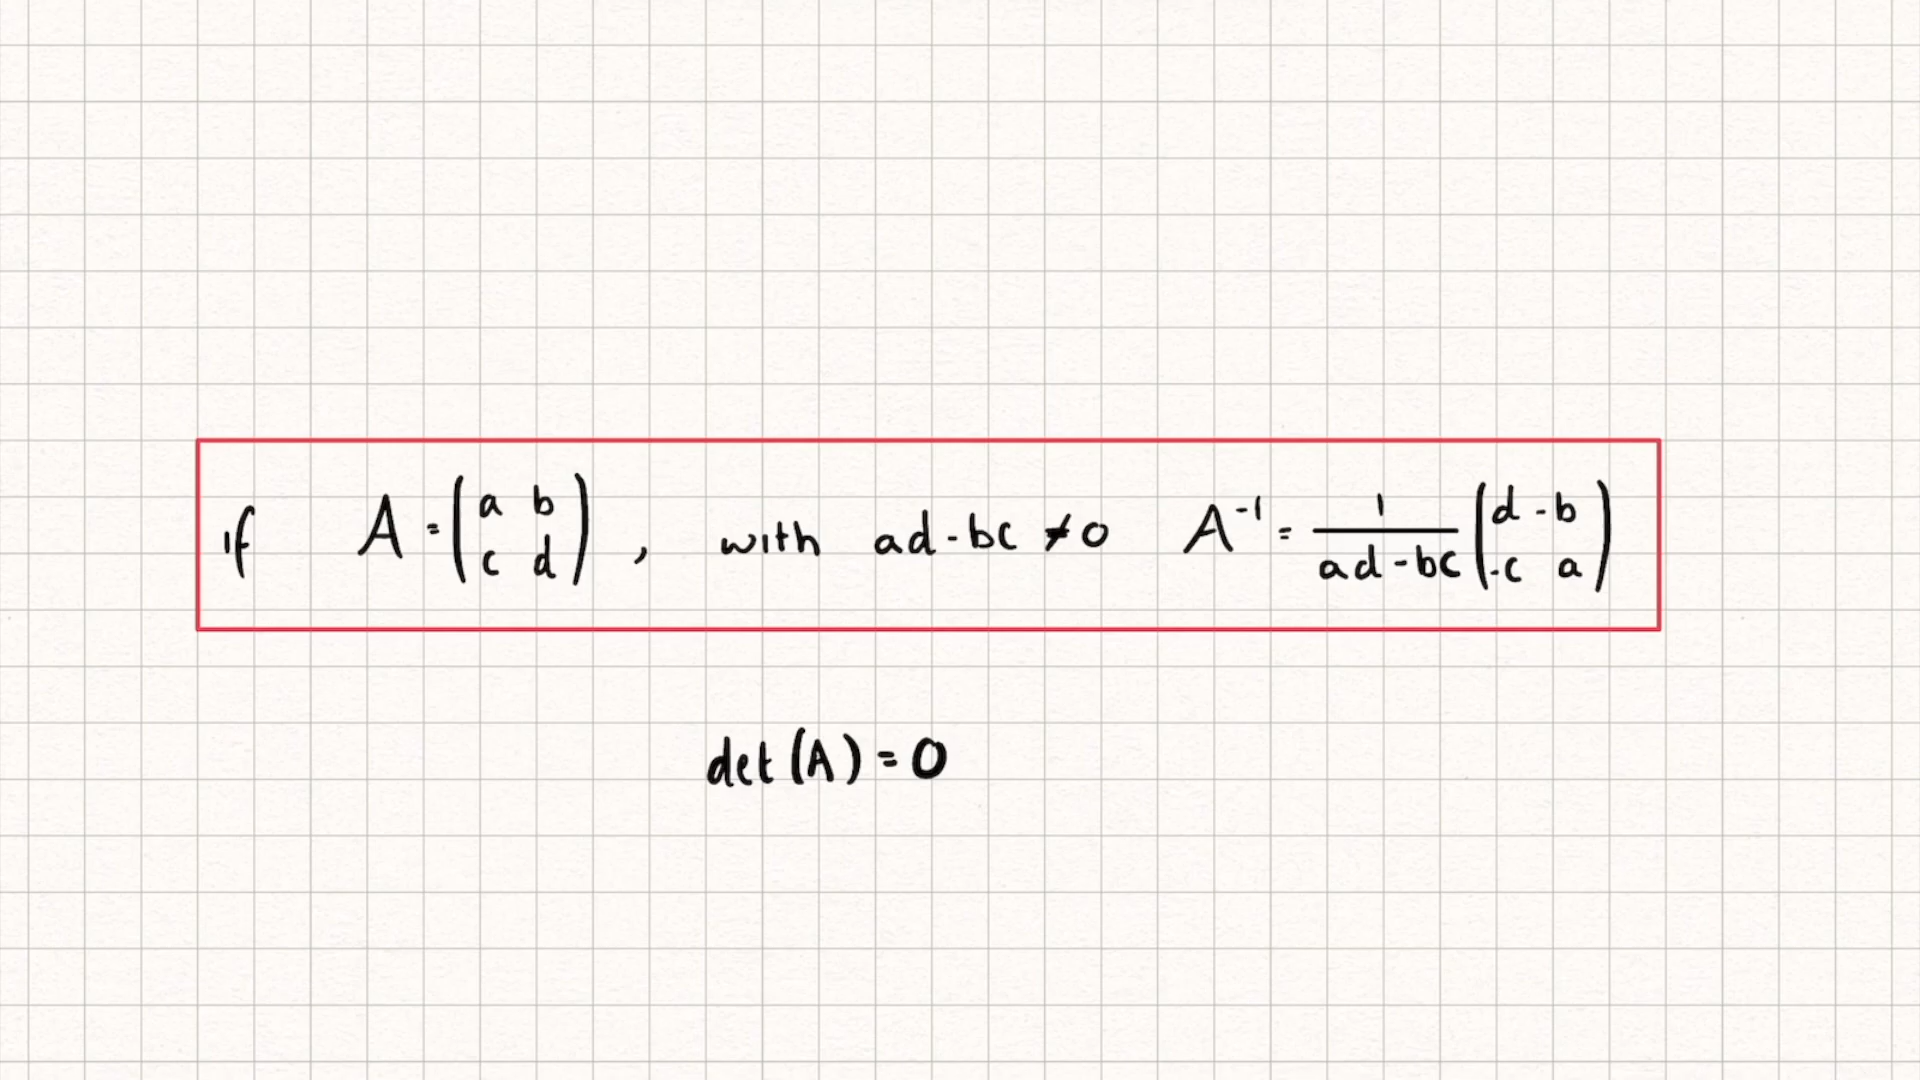 if A = (a b c d) , with ad - bc ≠ 0 A⁻¹ = 1/(ad - bc) (d -b -c a)
det (A) = 0